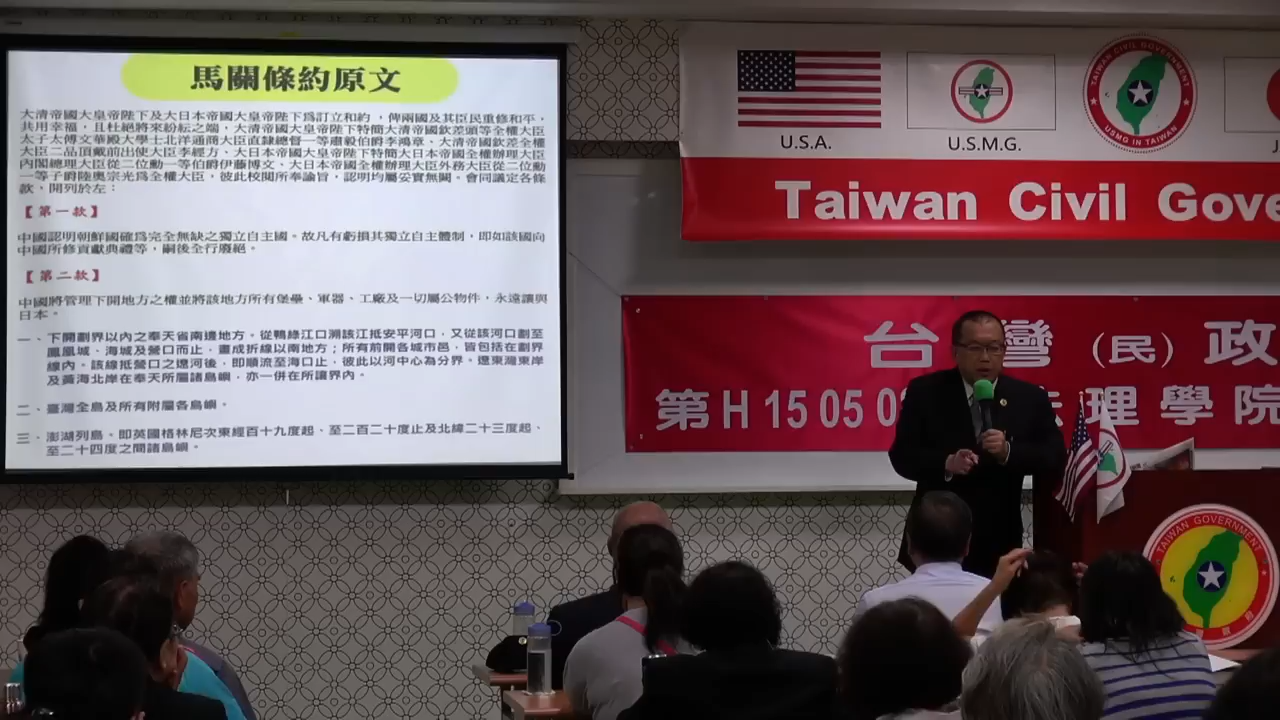 馬關條約原文
大清帝國大皇帝陛下及大日本帝國大皇帝陛下爲訂立和約,俾兩國及其臣民重修和平,
共用幸福,且杜絕將來紛紜之端,大清帝國大皇帝陛下特簡大清帝國欽差頭等全權大臣
太子太傅文華殿大學士北洋通商大臣直隸總督一等肅毅伯爵李鴻章、大清帝國欽差全權
大臣二品頂戴前出使大臣李經方、大日本帝國大皇帝陛下特簡大日本帝國全權辦理大臣
內閣總理大臣從二位勳一等伯爵伊藤博文、大日本帝國全權辦理大臣外務大臣從二位勳
一等子爵陸奧宗光爲全權大臣,彼此校閱所奉諭旨,認明均屬妥實無闕。會同議定各條
款,開列於左:
【第一款】
中國認明朝鮮國確爲完全無缺之獨立自主國。故凡有虧損其獨立自主體制,即如該國向
中國所修貢獻典禮等,嗣後全行廢絕。
【第二款】
中國將管理下開地方之權並將該地方所有堡壘、軍器、工廠及一切屬公物件,永遠讓與
日本。
一、下開劃界以內之奉天省南邊地方。從鴨綠江口溯該江抵安平河口,又從該河口劃至
鳳凰城、海城及營口而止,畫成折線以南地方;所有前開各城市邑,皆包括在劃界
線內。該線抵營口之遼河後,即順流至海口止,彼此以河中心為分界。遼東灣東岸
及黃海北岸在奉天所屬諸島嶼,亦一併在所讓界內。
二、臺灣全島及所有附屬各島嶼。
三、澎湖列島。即英國格林尼次東經百十九度起、至百二十度止及北緯二十三度起、
至二十四度之間諸島嶼。
U.S.A.
U.S.M.G.
TAIWAN CIVIL GOVERNMENT
USMG IN TAIWAN
J
Taiwan Civil Gove
台灣(民)政
第H 15 05 0
理學院
TAIWAN GOVERNMENT